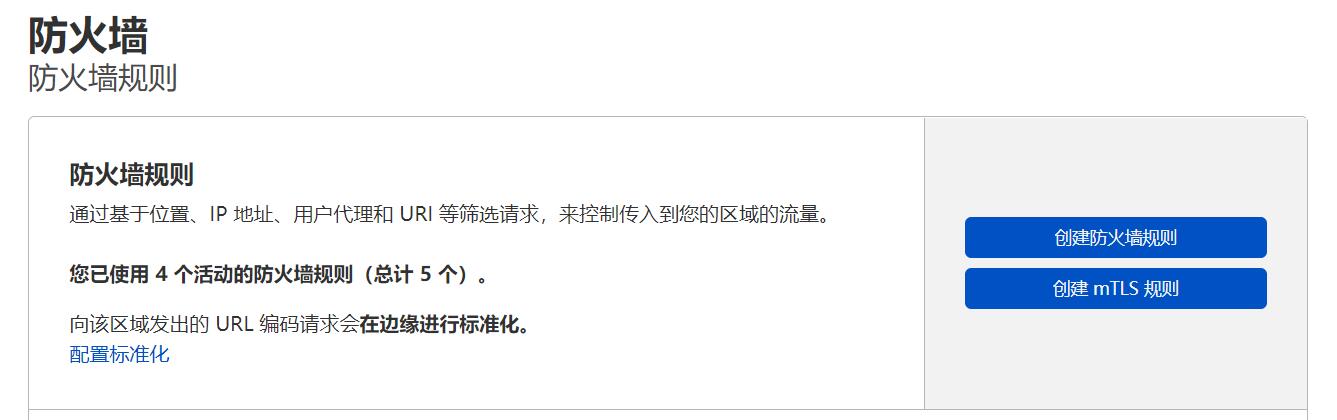 防火墙
防火墙规则
防火墙规则
通过基于位置、IP 地址、用户代理和 URI 等筛选请求，来控制传入到您的区域的流量。
您已使用 4 个活动的防火墙规则（总计 5 个）。
向该区域发出的 URL 编码请求会在边缘进行标准化。
配置标准化
创建防火墙规则
创建 mTLS 规则